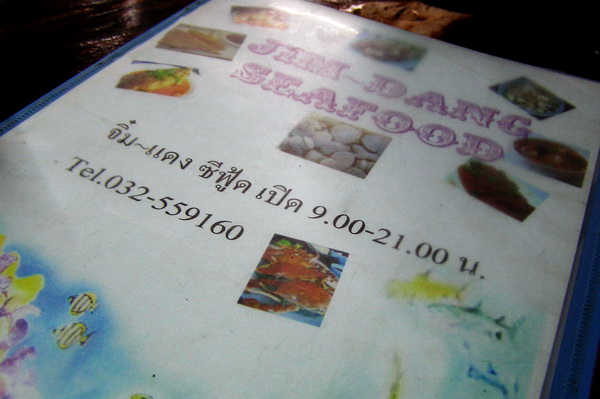 JIM~DANG
SEAFOOD
จิ๋ม~แดง ซีฟู้ด เปิด 9.00-21.00 น.
Tel.032-559160